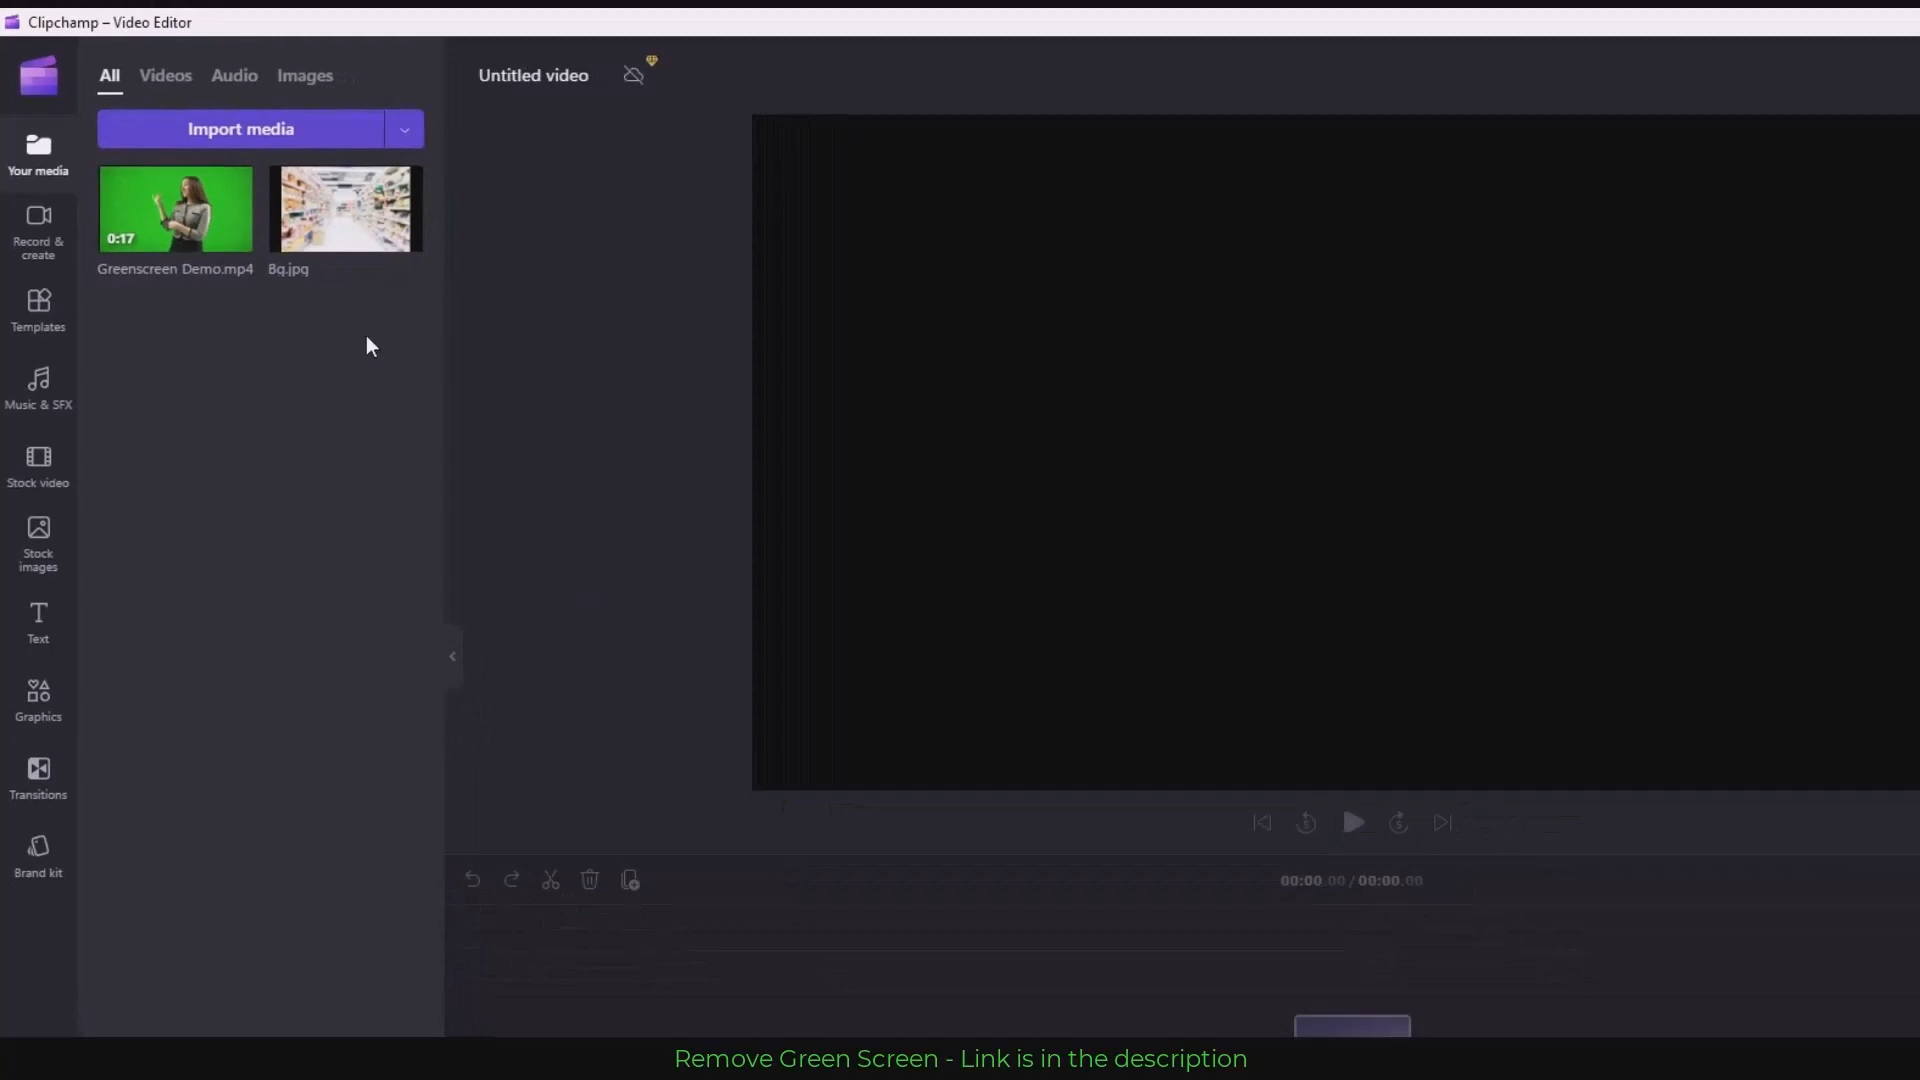 Clipchamp – Video Editor
All Videos Audio Images
Untitled video
Import media
Your media
0:17
Greenscreen Demo.mp4 Bg.jpg
Record &
create
Templates
Music & SFX
Stock video
Stock
images
Text
Graphics
Transitions
Brand kit
5
5
00:00.00 / 00:00.00
Remove Green Screen - Link is in the description